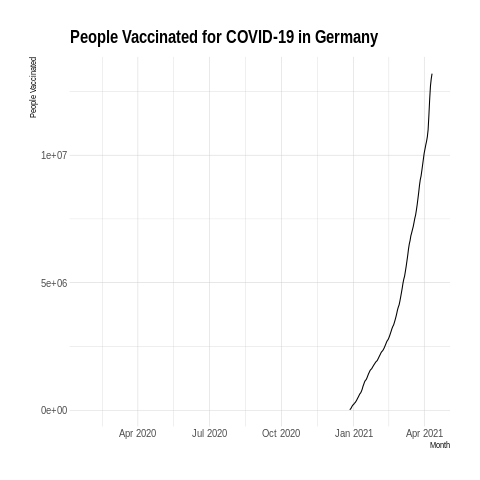 People Vaccinated for COVID-19 in Germany
People Vaccinated
1e+07
5e+06
0e+00
Apr 2020 Jul 2020 Oct 2020 Jan 2021 Apr 2021
Month